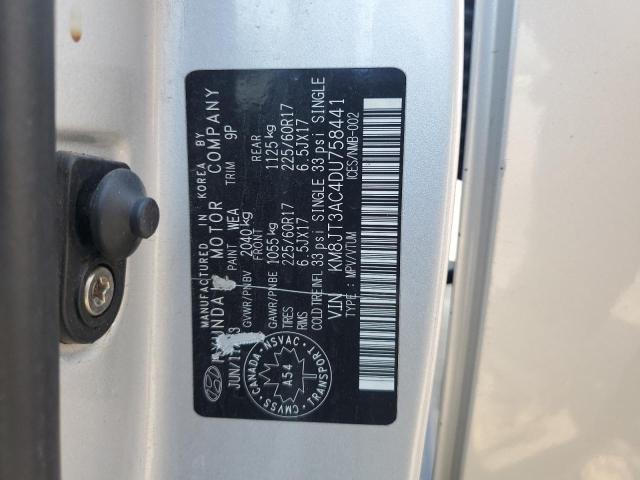 MANUFACTURED IN KOREA BY
HYUNDAI MOTOR COMPANY
JUN/ PAINT WEA TRIM 9P
GVWR/PNBV 2040kg
FRONT REAR
GAWR/PNBE 1055kg 1125kg
TIRES 225/60R17 225/60R17
RIMS 6.5JX17 6.5JX17
COLD TIRE INFL 33 psi SINGLE 33 psi SINGLE
VIN: KM8JT3AC4DU758441
TYPE : MPV/VTUM ICES/NMB-002
CANADA NSVAC
A54
CMVSS TRANSPORT